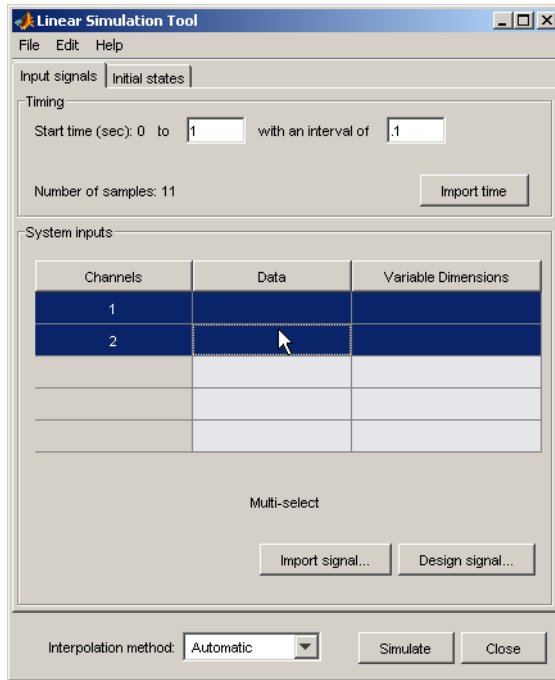 Linear Simulation Tool
File Edit Help
Input signals Initial states
Timing
Start time (sec): 0 to 1 with an interval of .1
Number of samples: 11 Import time
System inputs
Channels Data Variable Dimensions
1
2
Multi-select
Import signal... Design signal...
Interpolation method: Automatic Simulate Close